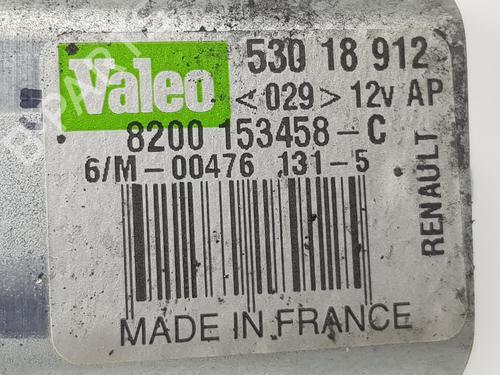 Valeo
530 18 912
<029> 12v AP
8200 153458-C
6/M-00476 131-5
RENAULT
MADE IN FRANCE